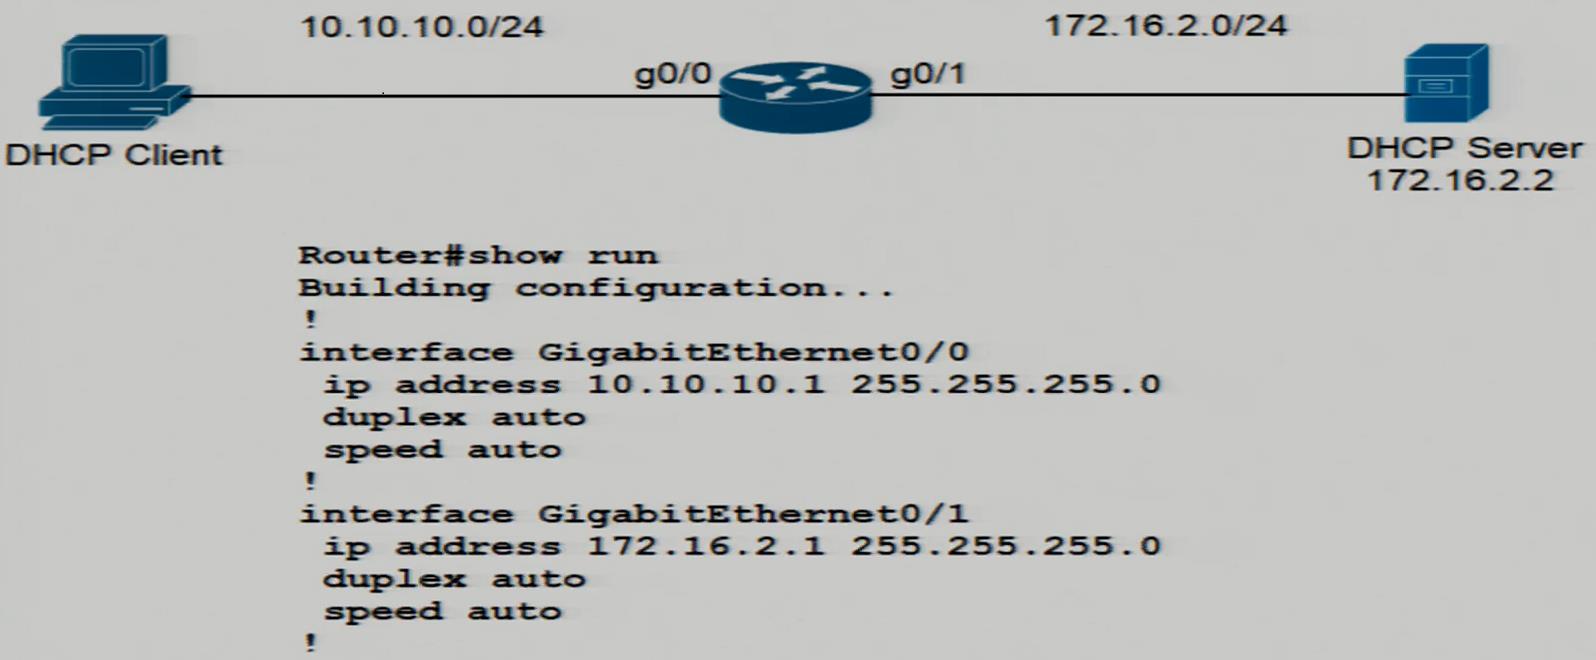 10.10.10.0/24
172.16.2.0/24
g0/0
g0/1
DHCP Client
DHCP Server
172.16.2.2
Router#show run
Building configuration...
!
interface GigabitEthernet0/0
ip address 10.10.10.1 255.255.255.0
duplex auto
speed auto
!
interface GigabitEthernet0/1
ip address 172.16.2.1 255.255.255.0
duplex auto
speed auto
!